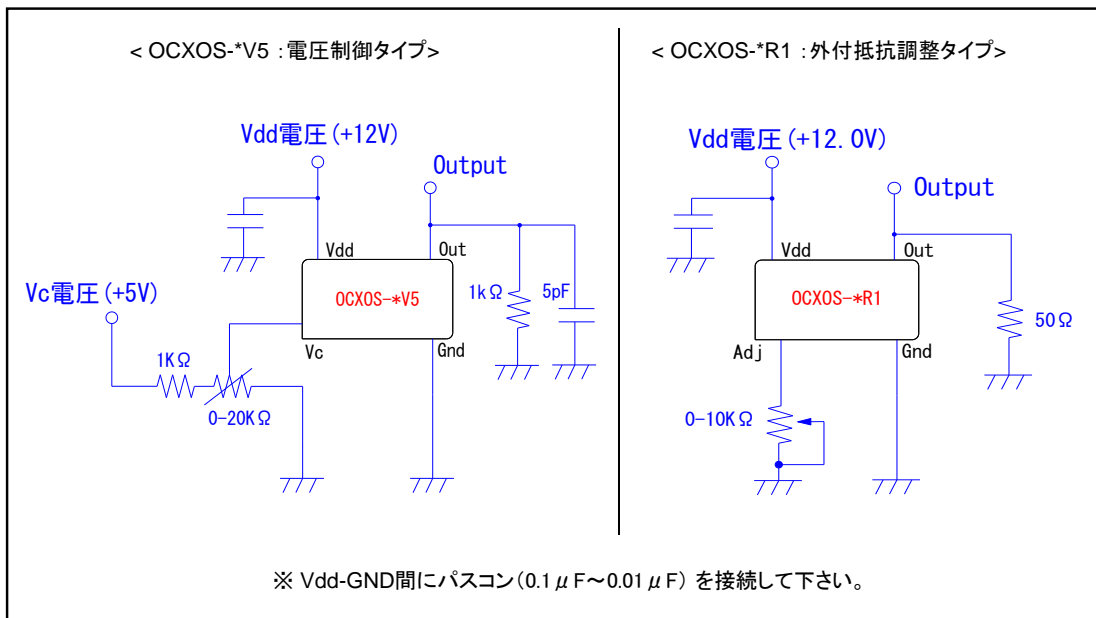 < OCXOS-*V5 :電圧制御タイプ>
Vdd電圧(+12V)
Output
Vdd
Out
Vc電圧(+5V)
OCXOS-*V5
1kΩ
5pF
Vc
Gnd
1KΩ
0-20KΩ
< OCXOS-*R1 :外付抵抗調整タイプ>
Vdd電圧(+12.0V)
Output
Vdd
Out
OCXOS-*R1
50Ω
Adj
Gnd
0-10KΩ
※ Vdd-GND間にパスコン(0.1μF~0.01μF) を接続して下さい。